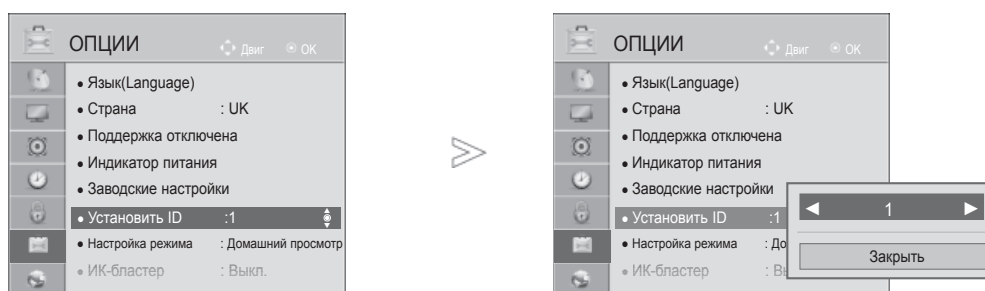 ОПЦИИ Двиг OK
• Язык(Language)
• Страна : UK
• Поддержка отключена
• Индикатор питания
• Заводские настройки
• Установить ID :1
• Настройка режима : Домашний просмотр
• ИК-бластер : Выкл.
ОПЦИИ Двиг OK
• Язык(Language)
• Страна : UK
• Поддержка отключена
• Индикатор питания
• Заводские настройки
• Установить ID :1
• Настройка режима : До
• ИК-бластер : Вы
◄ 1 ►
Закрыть